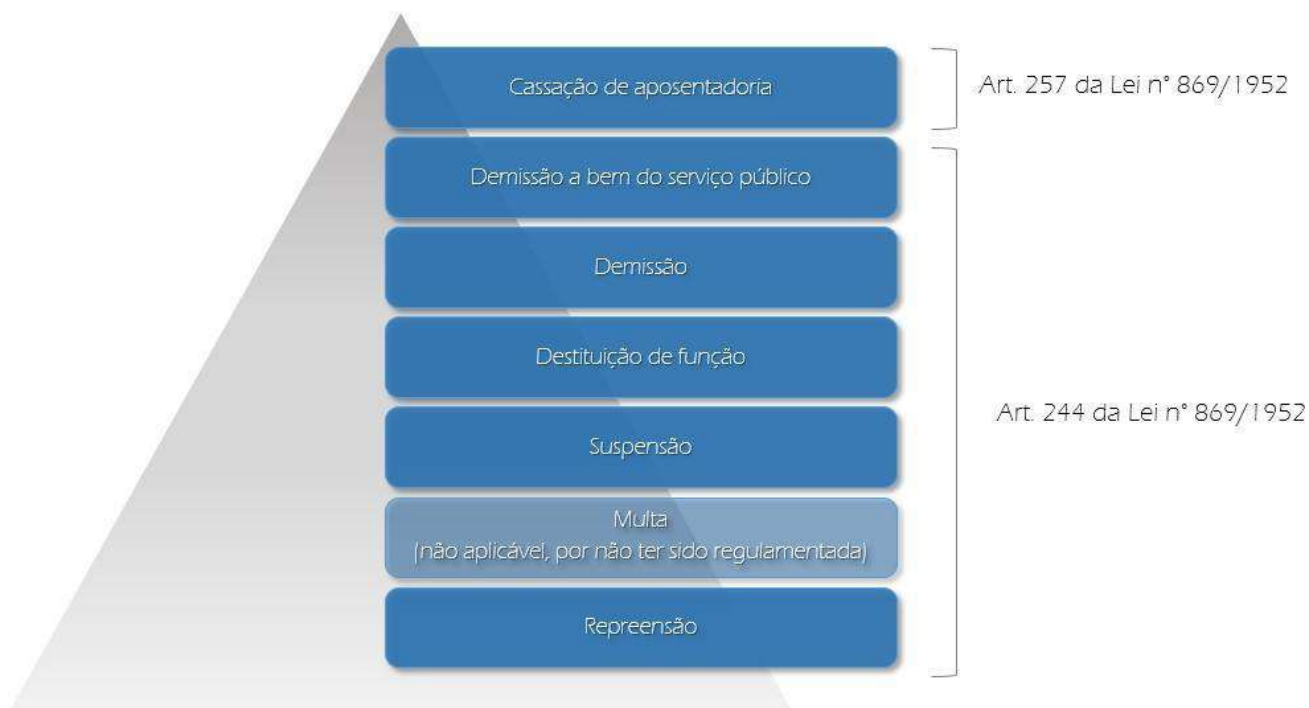 Cassação de aposentadoria
Art. 257 da Lei n° 869/1952
Demissão a bem do serviço público
Demissão
Destituição de função
Art. 244 da Lei n° 869/1952
Suspensão
Multa
(não aplicável, por não ter sido regulamentada)
Repreensão